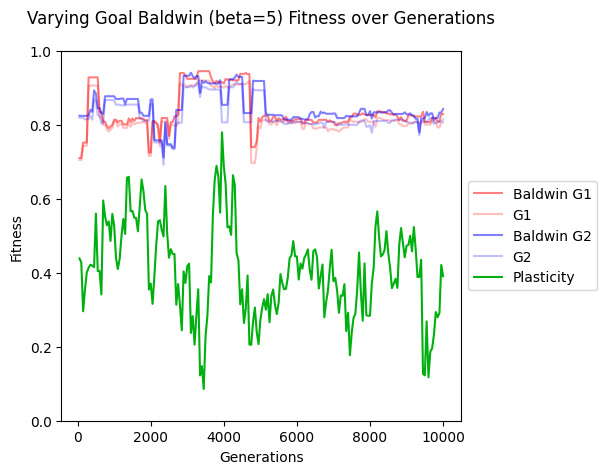 Varying Goal Baldwin (beta=5) Fitness over Generations
1.0
0.8
0.6
0.4
0.2
0.0
Fitness
0
2000
4000
6000
8000
10000
Generations
Baldwin G1
G1
Baldwin G2
G2
Plasticity